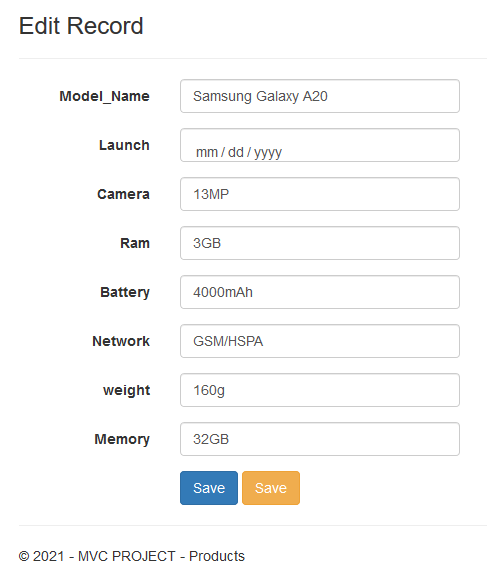 Edit Record
Model_Name Samsung Galaxy A20
Launch mm / dd / yyyy
Camera 13MP
Ram 3GB
Battery 4000mAh
Network GSM/HSPA
weight 160g
Memory 32GB
Save Save
© 2021 - MVC PROJECT - Products